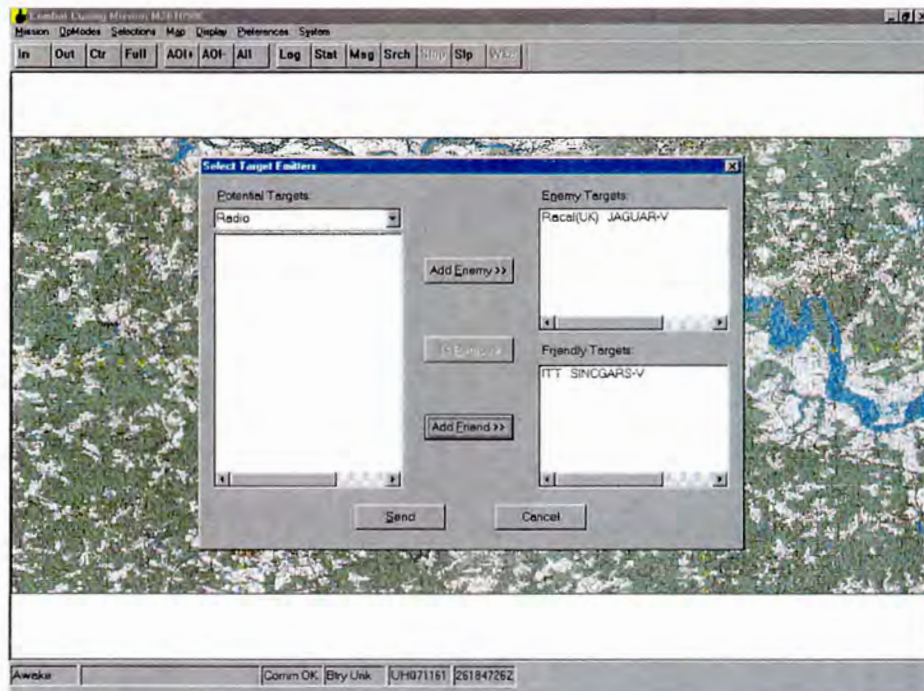 Combat Cueing Mission
Mission OpModes Selections Map Display Preferences System
In Out Ctr Full AOI+ AOI- All Log Stat Msg Srch Stop Slp Wke
Select Target Emitters
Potential Targets:
Radio
Add Enemy >>
Add Friend >>
Enemy Targets:
Racal(UK) JAGUAR-V
Friendly Targets:
ITT SINCGARS-V
Send Cancel
Awake Comm OK Btry Unk UH071161 261847262